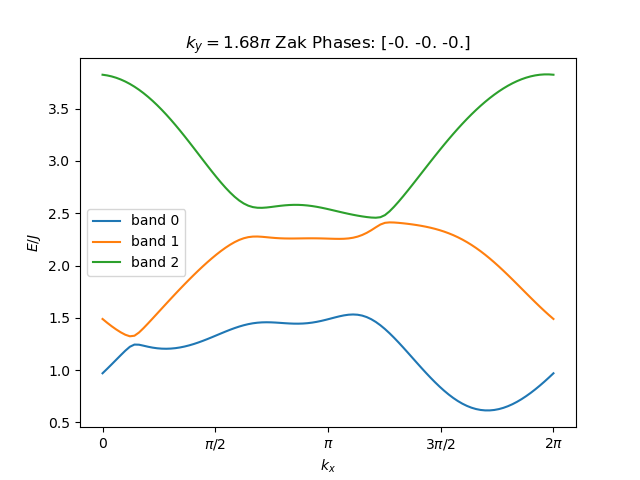 k_y = 1.68π Zak Phases: [-0. -0. -0.]
E/J
3.5
3.0
2.5
2.0
1.5
1.0
0.5
band 0
band 1
band 2
0 π/2 π 3π/2 2π
k_x